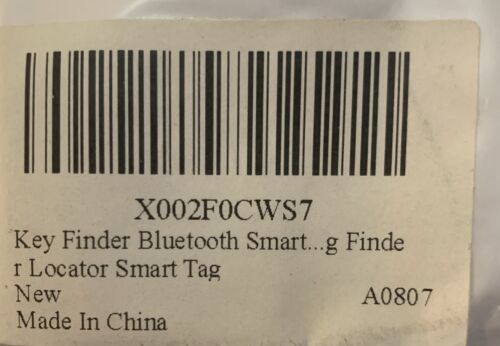 X002F0CWS7
Key Finder Bluetooth Smart...g Finde
r Locator Smart Tag
New A0807
Made In China